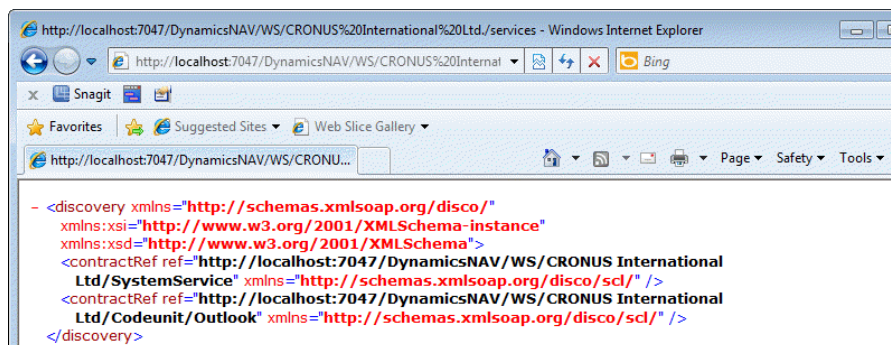 http://localhost:7047/DynamicsNAV/WS/CRONUS%20International%20Ltd./services - Windows Internet Explorer
http://localhost:7047/DynamicsNAV/WS/CRONUS%20Internat
Bing
x Snagit
Favorites Suggested Sites Web Slice Gallery
http://localhost:7047/DynamicsNAV/WS/CRONU... Page Safety Tools
- <discovery xmlns="http://schemas.xmlsoap.org/disco/"
xmlns:xsi="http://www.w3.org/2001/XMLSchema-instance"
xmlns:xsd="http://www.w3.org/2001/XMLSchema">
<contractRef ref="http://localhost:7047/DynamicsNAV/WS/CRONUS International
Ltd/SystemService" xmlns="http://schemas.xmlsoap.org/disco/scl/" />
<contractRef ref="http://localhost:7047/DynamicsNAV/WS/CRONUS International
Ltd/Codeunit/Outlook" xmlns="http://schemas.xmlsoap.org/disco/scl/" />
</discovery>